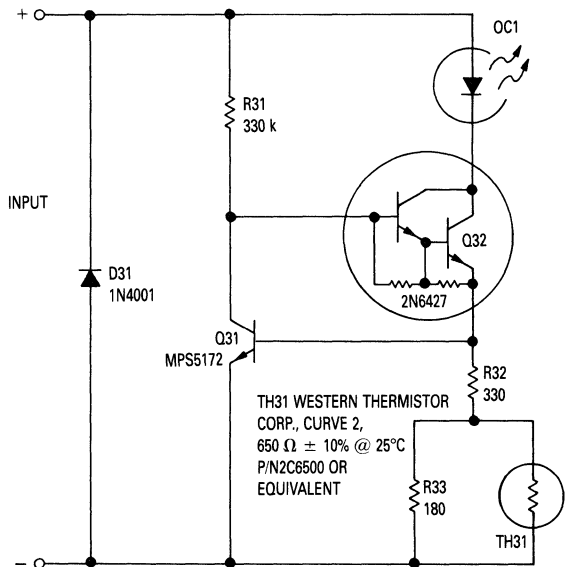 +
OC1
R31
330 k
INPUT
Q32
D31
1N4001
2N6427
Q31
MPS5172
R32
330
TH31 WESTERN THERMISTOR
CORP., CURVE 2,
650 Ω ± 10% @ 25°C
P/N2C6500 OR
EQUIVALENT
R33
180
TH31
−